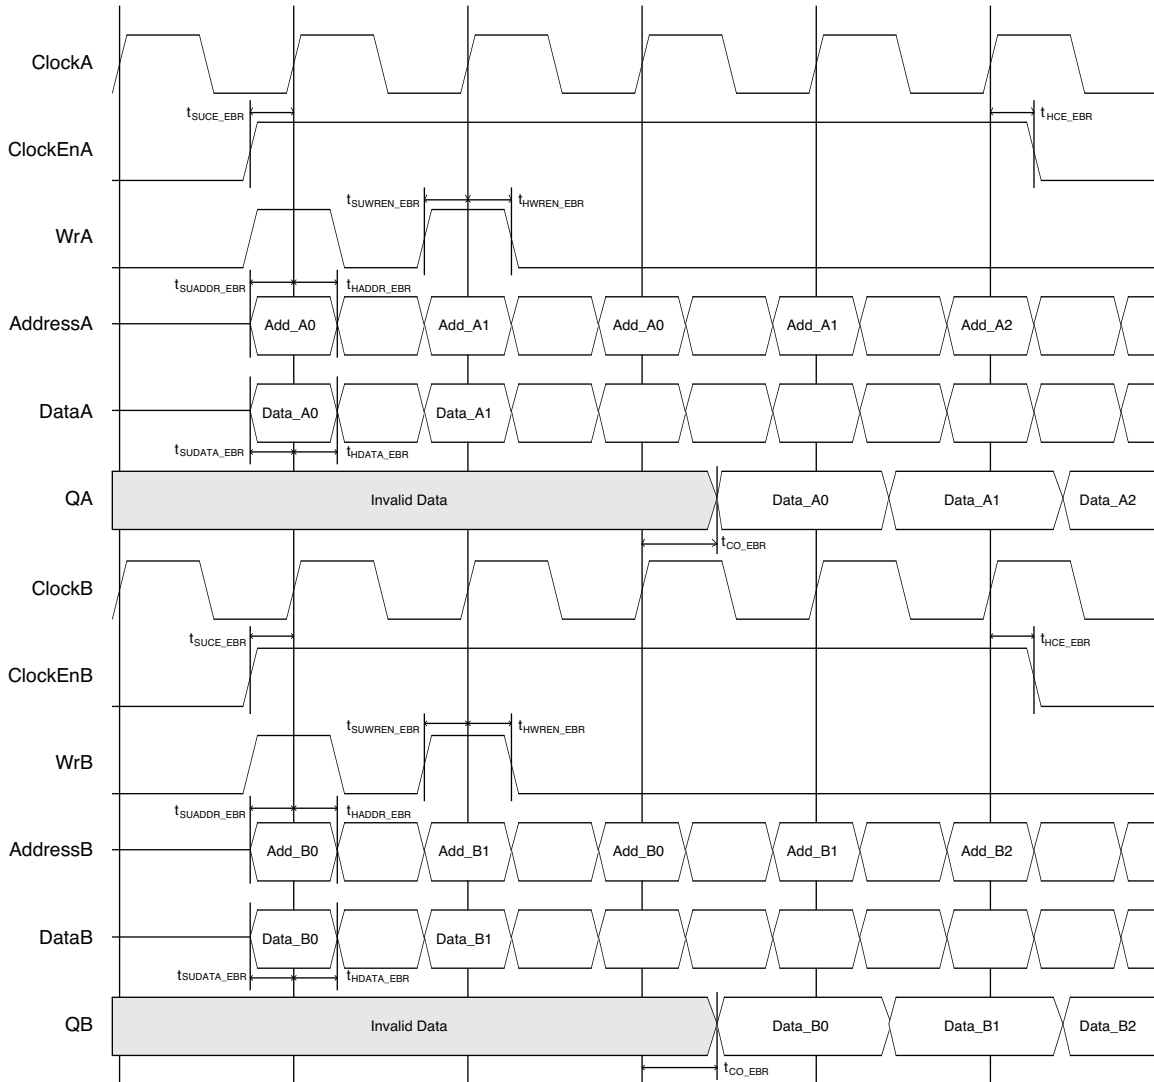 ClockA
tSUCE_EBR tHCE_EBR
ClockEnA
tSUWREN_EBR tHWREN_EBR
WrA
tSUADDR_EBR tHADDR_EBR
AddressA Add_A0 Add_A1 Add_A0 Add_A1 Add_A2
DataA Data_A0 Data_A1
tSUDATA_EBR tHDATA_EBR
QA Invalid Data Data_A0 Data_A1 Data_A2
tCO_EBR
ClockB
tSUCE_EBR tHCE_EBR
ClockEnB
tSUWREN_EBR tHWREN_EBR
WrB
tSUADDR_EBR tHADDR_EBR
AddressB Add_B0 Add_B1 Add_B0 Add_B1 Add_B2
DataB Data_B0 Data_B1
tSUDATA_EBR tHDATA_EBR
QB Invalid Data Data_B0 Data_B1 Data_B2
tCO_EBR